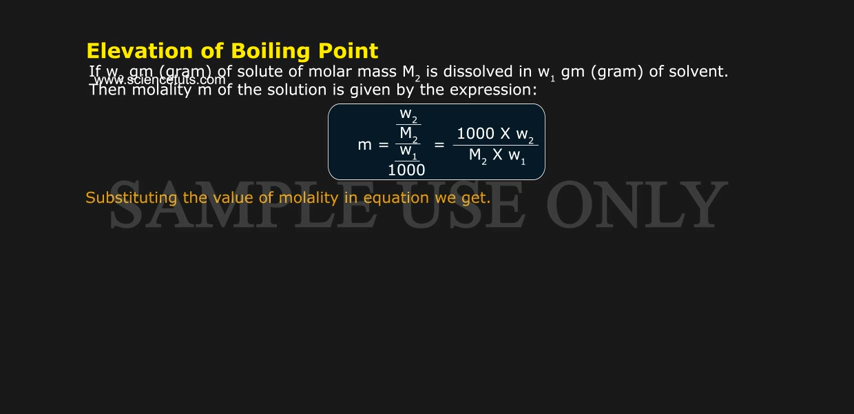 Elevation of Boiling Point
If w₂ gm (gram) of solute of molar mass M₂ is dissolved in w₁ gm (gram) of solvent.
www.sciencetuts.com
Then molality m of the solution is given by the expression:
m = w₂/M₂ / w₁/1000 = 1000 X w₂ / M₂ X w₁
Substituting the value of molality in equation we get.
SAMPLE USE ONLY